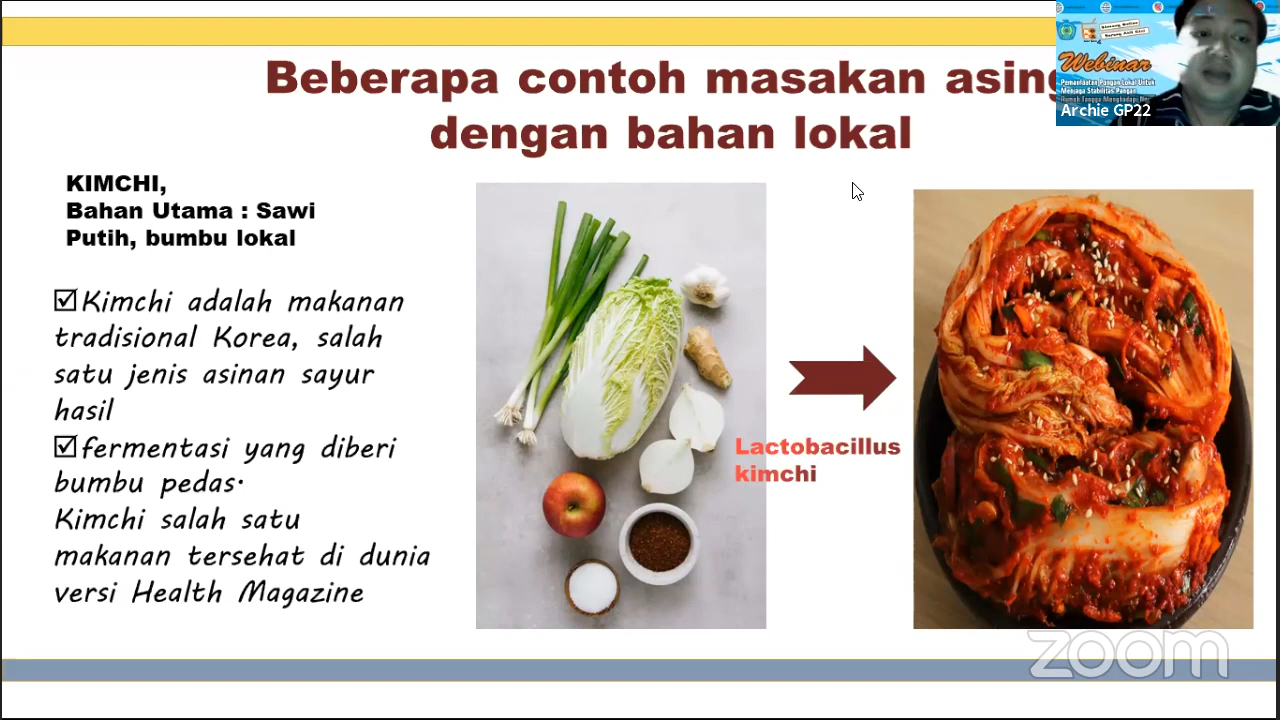 Beberapa contoh masakan asing
dengan bahan lokal
KIMCHI,
Bahan Utama : Sawi
Putih, bumbu lokal
Kimchi adalah makanan
tradisional Korea, salah
satu jenis asinan sayur
hasil
fermentasi yang diberi
bumbu pedas.
Kimchi salah satu
makanan tersehat di dunia
versi Health Magazine
Lactobacillus
kimchi
Webinar
Pemanfaatan Pangan Lokal Untuk
Menjaga Stabilitas Pangan
Rumah Tangga Menghadapi
Archie GP22
zoom